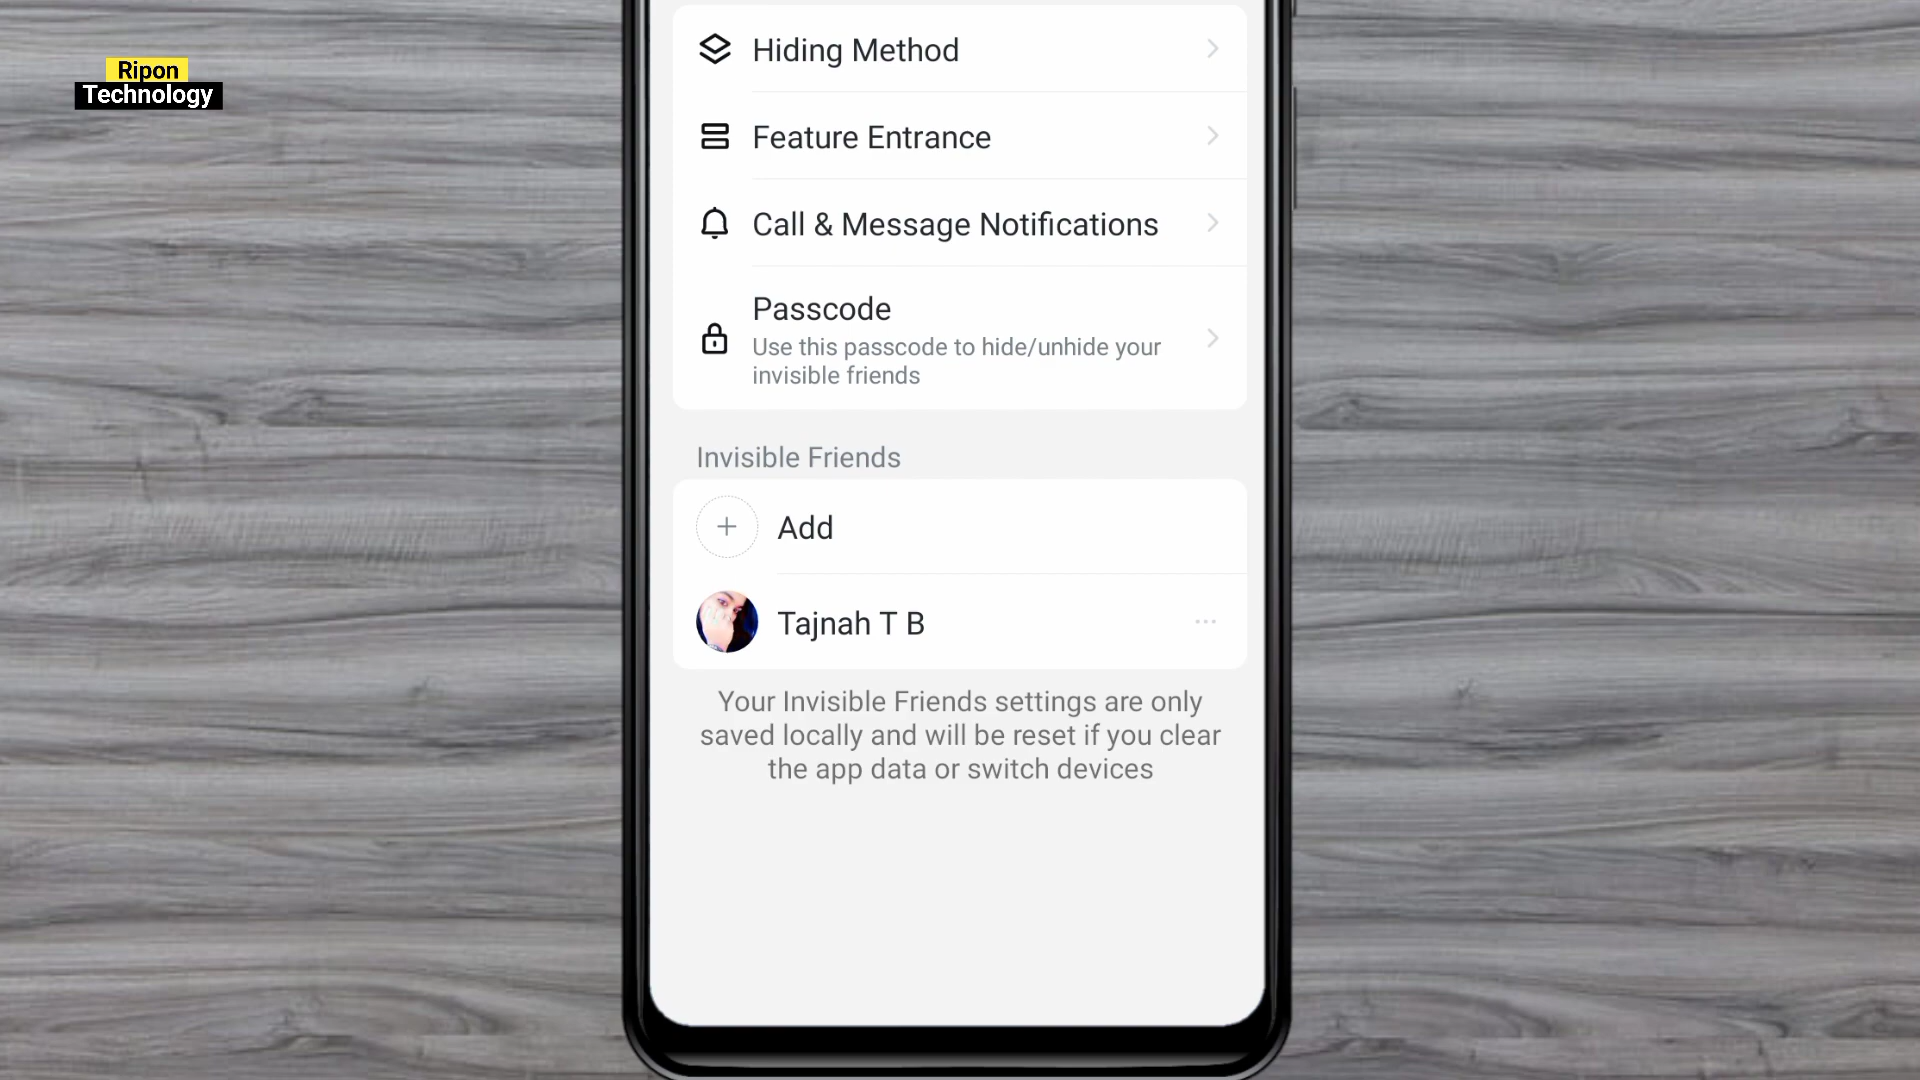 Ripon
Technology
Hiding Method
Feature Entrance
Call & Message Notifications
Passcode
Use this passcode to hide/unhide your
invisible friends
Invisible Friends
Add
Tajnah T B
Your Invisible Friends settings are only
saved locally and will be reset if you clear
the app data or switch devices